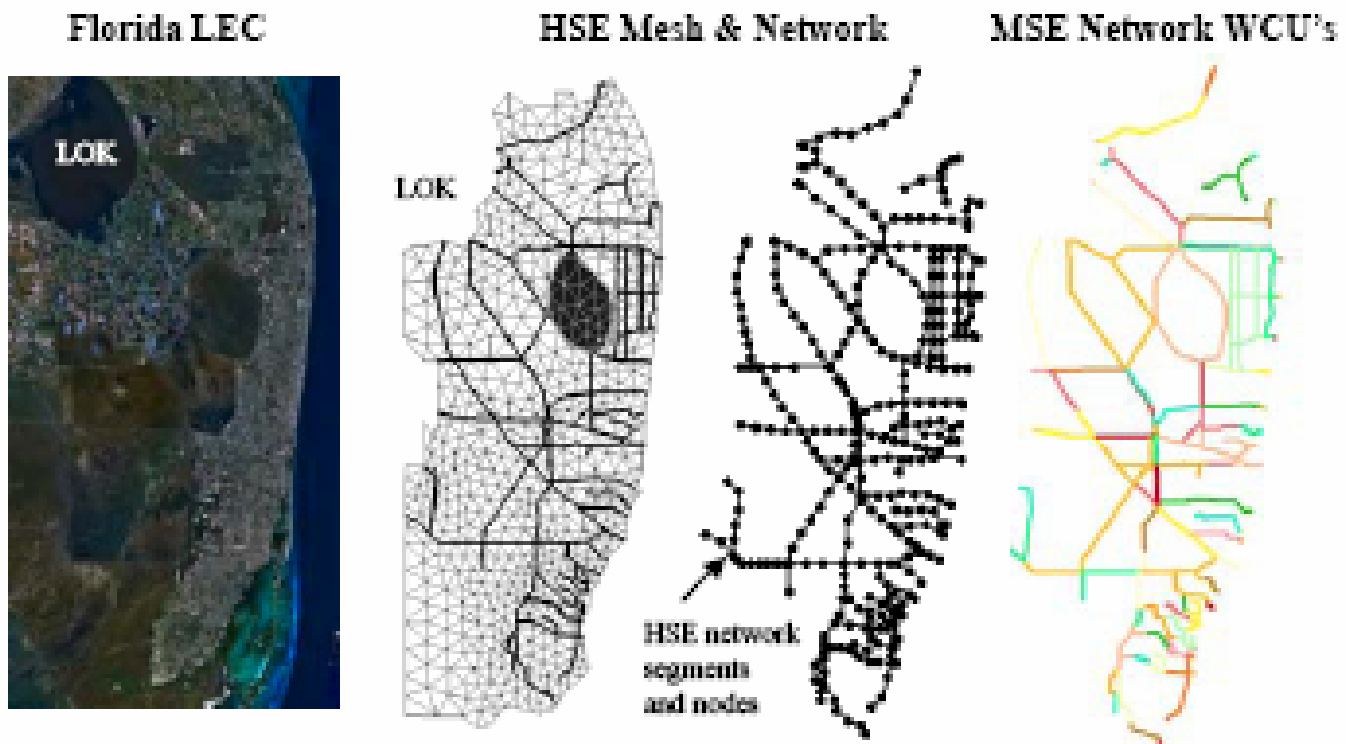 Florida LEC
HSE Mesh & Network
MSE Network WCU's
LOK
LOK
HSE network
segments
and nodes